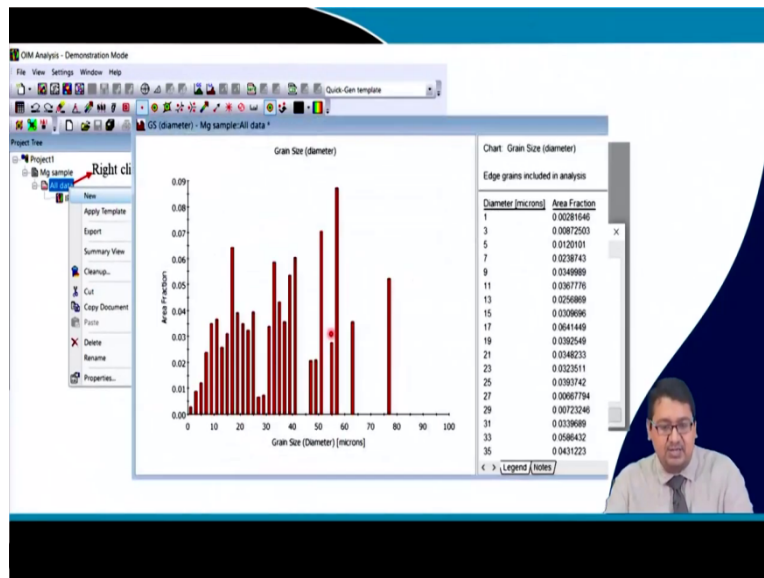 OIM Analysis - Demonstration Mode
File View Settings Window Help
Quick-Gen template
Project Tree
Project1
Mg sample
All data
Right cli
New
Apply Template
Export
Summary View
Cleanup...
Cut
Copy Document
Paste
Delete
Rename
Properties...
GS (diameter) - Mg sample:All data *
Grain Size (diameter)
Area Fraction
0.09
0.08
0.07
0.06
0.05
0.04
0.03
0.02
0.01
0.00
0 10 20 30 40 50 60 70 80 90 100
Grain Size (Diameter) [microns]
Chart: Grain Size (diameter)
Edge grains included in analysis
Diameter [microns] Area Fraction
1 0.00281646
3 0.00872503
5 0.0120101
7 0.0238743
9 0.0349989
11 0.0367776
13 0.0256869
15 0.0309696
17 0.0641449
19 0.0392549
21 0.0348233
23 0.0323511
25 0.0393742
27 0.00667794
29 0.00723246
31 0.0339689
33 0.0586432
35 0.0431223
Legend Notes